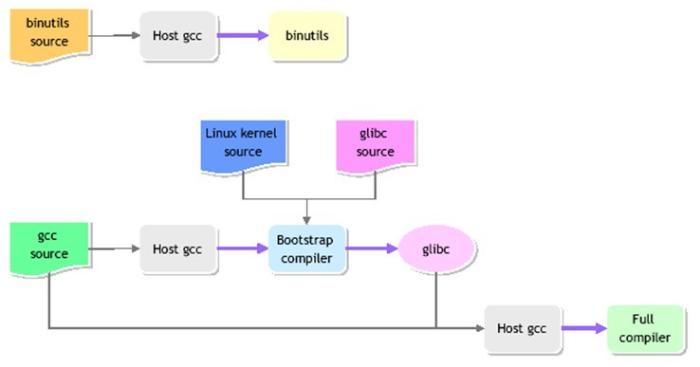 binutils
source
Host gcc
binutils
Linux kernel
source
glibc
source
gcc
source
Host gcc
Bootstrap
compiler
glibc
Host gcc
Full
compiler